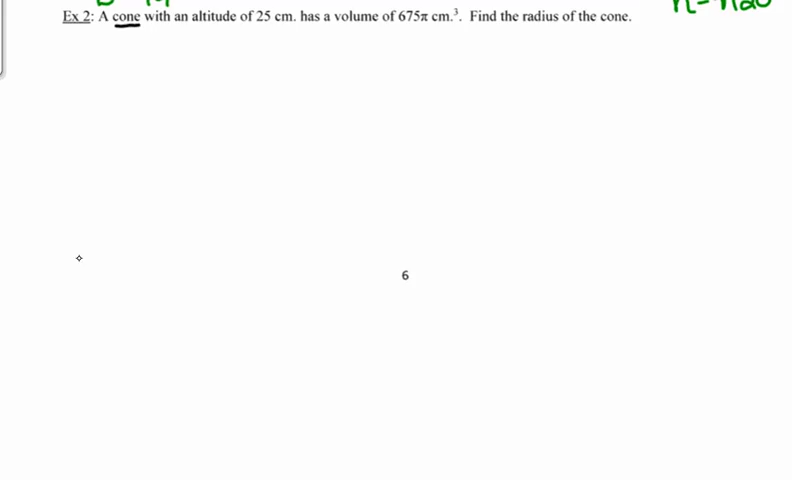 Ex 2: A cone with an altitude of 25 cm. has a volume of 675π cm.³. Find the radius of the cone.
6